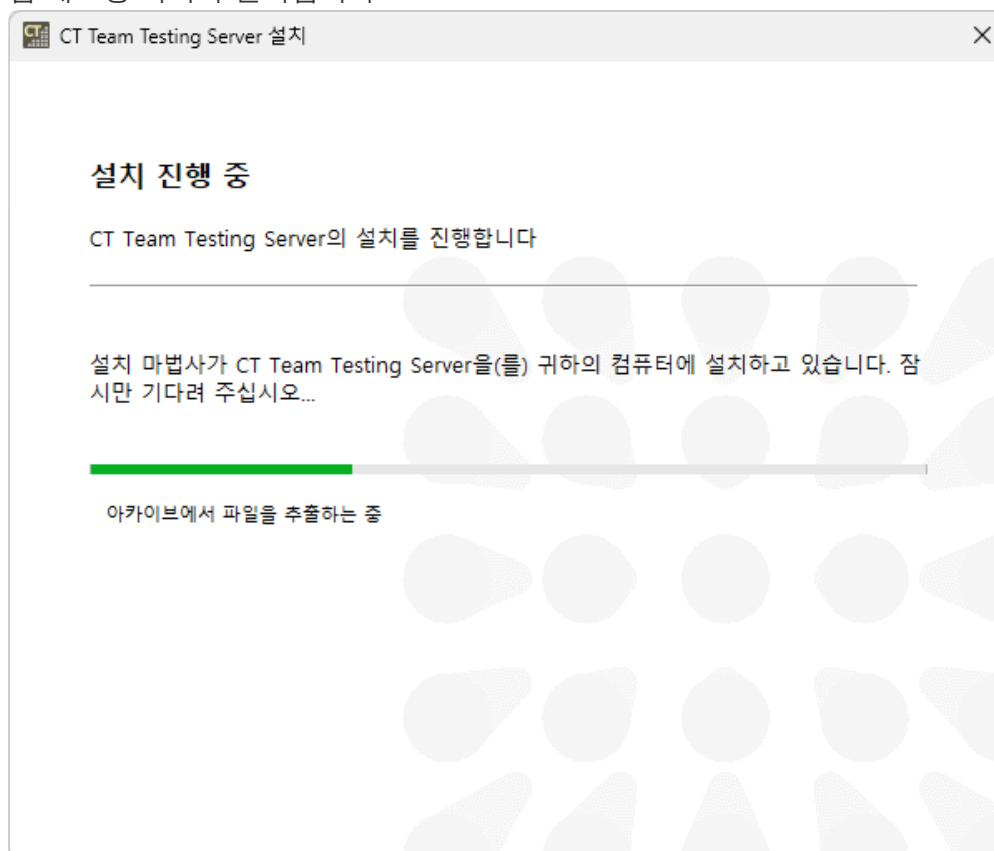 CT Team Testing Server 설치
설치 진행 중
CT Team Testing Server의 설치를 진행합니다
설치 마법사가 CT Team Testing Server을(를) 귀하의 컴퓨터에 설치하고 있습니다. 잠
시만 기다려 주십시오...
아카이브에서 파일을 추출하는 중